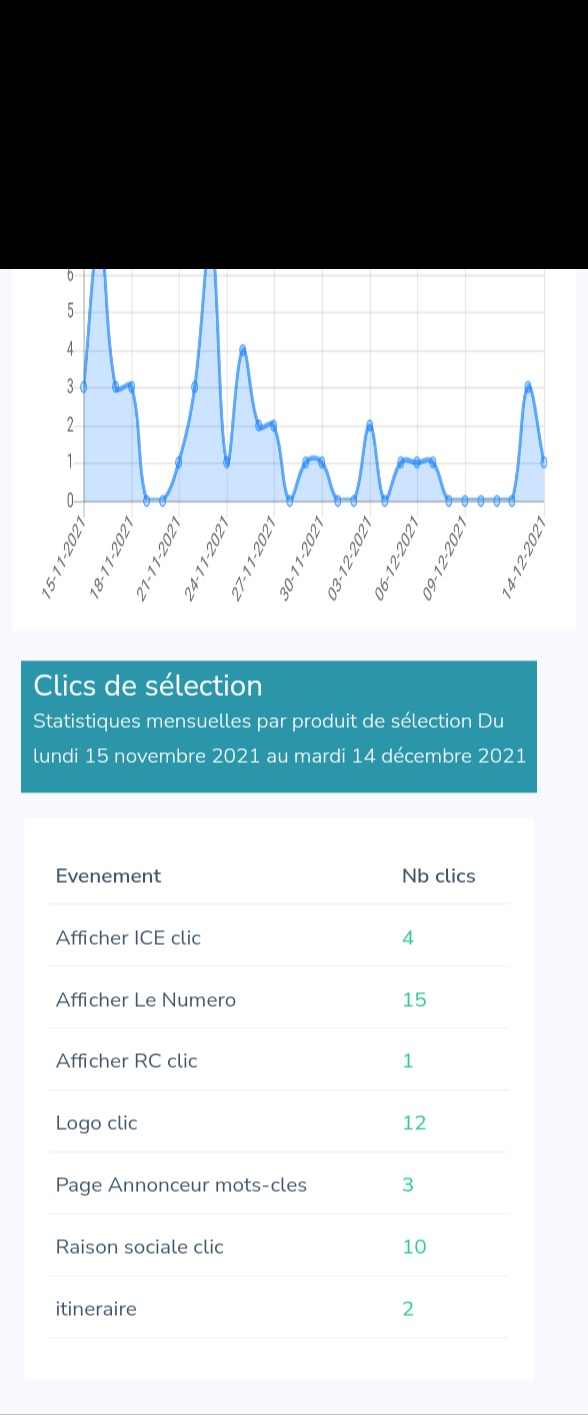 6
5
4
3
2
1
0
15-11-2021
18-11-2021
21-11-2021
24-11-2021
27-11-2021
30-11-2021
03-12-2021
06-12-2021
09-12-2021
14-12-2021
Clics de sélection
Statistiques mensuelles par produit de sélection Du
lundi 15 novembre 2021 au mardi 14 décembre 2021
Evenement Nb clics
Afficher ICE clic 4
Afficher Le Numero 15
Afficher RC clic 1
Logo clic 12
Page Annonceur mots-cles 3
Raison sociale clic 10
itineraire 2